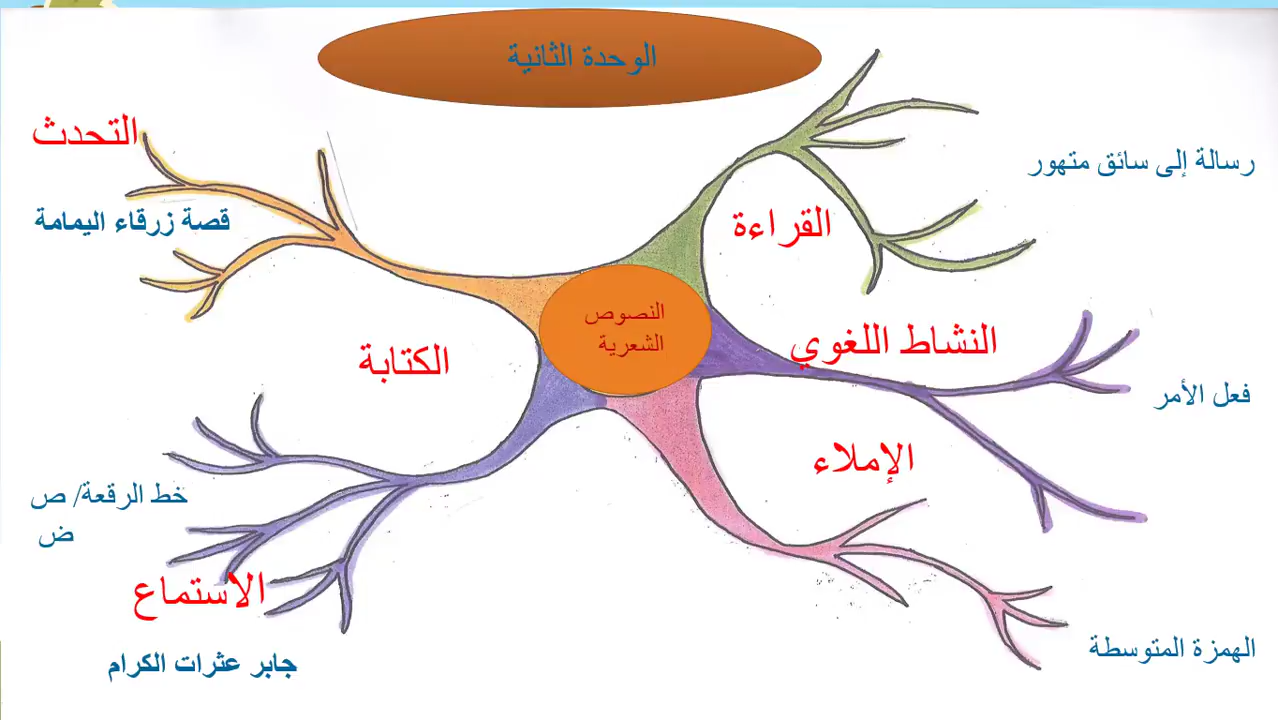 الوحدة الثانية
النصوص
الشعرية
القراءة
رسالة إلى سائق متهور
النشاط اللغوي
فعل الأمر
الإملاء
الهمزة المتوسطة
التحدث
قصة زرقاء اليمامة
الكتابة
خط الرقعة/ ص
ض
الاستماع
جابر عثرات الكرام